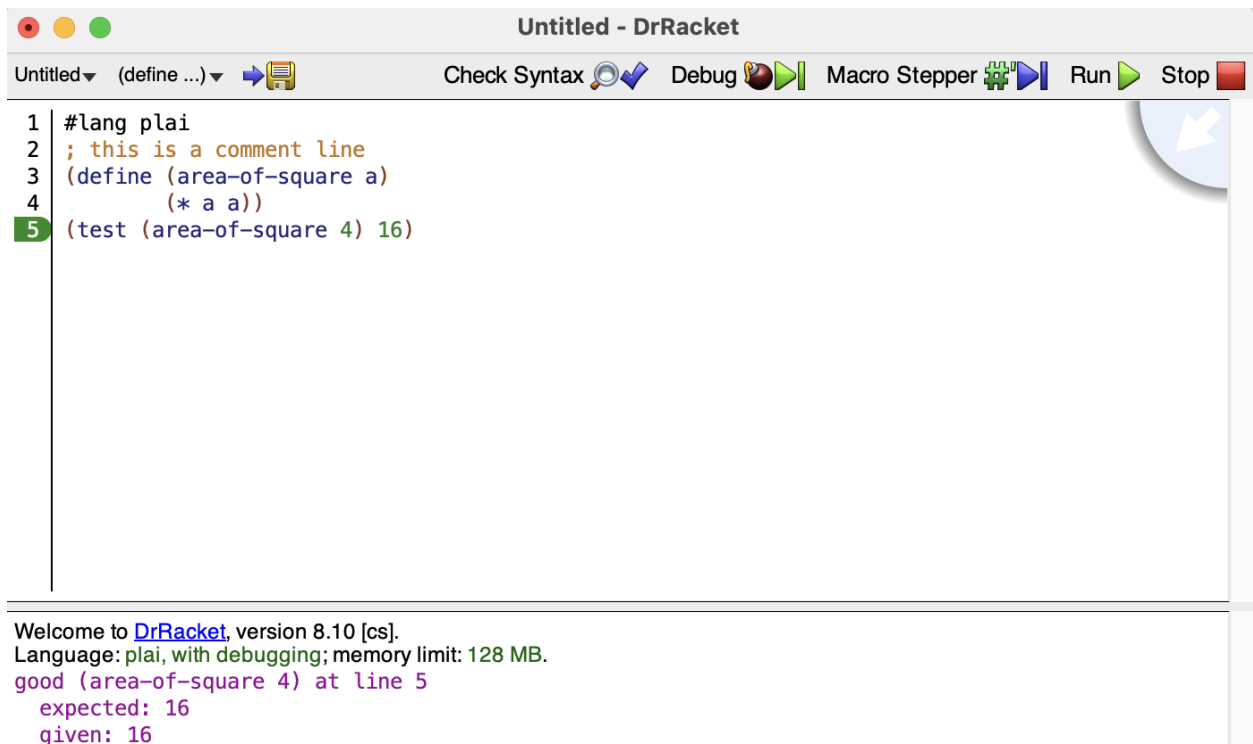 Untitled - DrRacket
Untitled (define ...) Check Syntax Debug Macro Stepper Run Stop
1 #lang plai
2 ; this is a comment line
3 (define (area-of-square a)
4 (* a a))
5 (test (area-of-square 4) 16)
Welcome to DrRacket, version 8.10 [cs].
Language: plai, with debugging; memory limit: 128 MB.
good (area-of-square 4) at line 5
expected: 16
given: 16